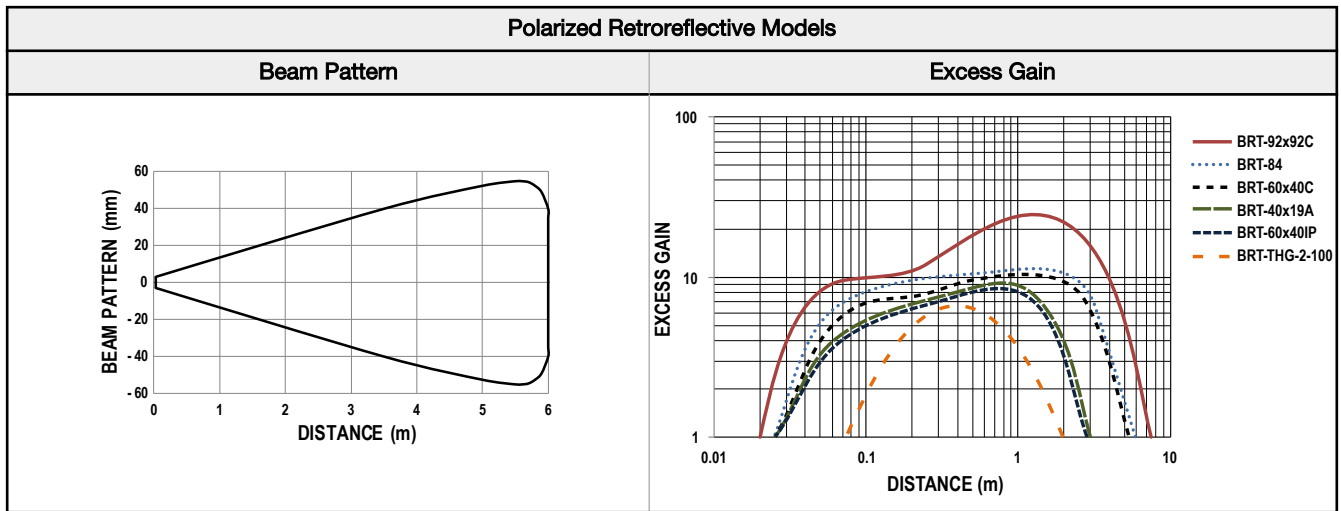 Polarized Retroreflective Models
Beam Pattern
Excess Gain
BEAM PATTERN (mm)
60
40
20
0
- 20
- 40
- 60
0 1 2 3 4 5 6
DISTANCE (m)
EXCESS GAIN
100
10
1
0.01 0.1 1 10
DISTANCE (m)
BRT-92x92C
BRT-84
BRT-60x40C
BRT-40x19A
BRT-60x40IP
BRT-THG-2-100